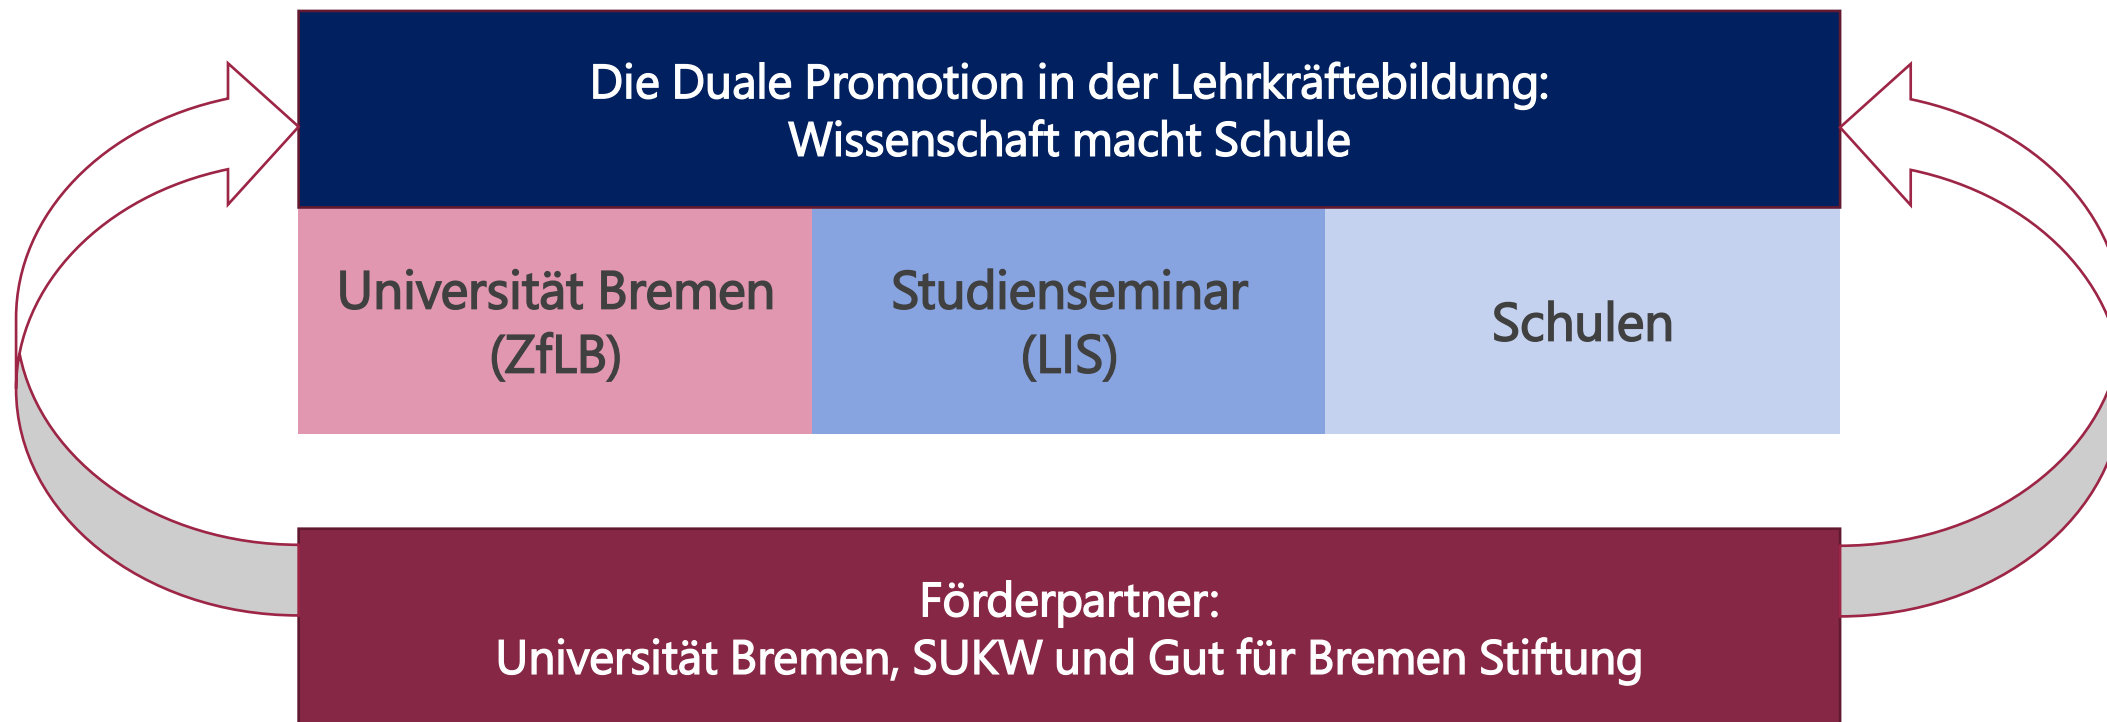 Die Duale Promotion in der Lehrkräftebildung:
Wissenschaft macht Schule
Universität Bremen
(ZfLB)
Studienseminar
(LIS)
Schulen
Förderpartner:
Universität Bremen, SUKW und Gut für Bremen Stiftung